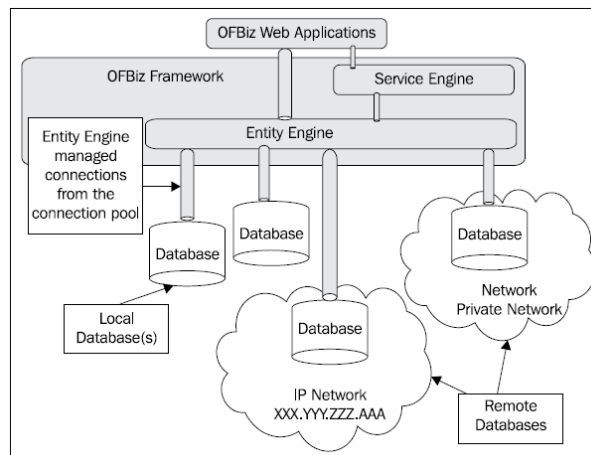 OFBiz Web Applications
OFBiz Framework
Service Engine
Entity Engine
Entity Engine
managed
connections
from the
connection pool
Database
Database
Database
Network
Private Network
Local
Database(s)
Database
IP Network
XXX.YYY.ZZZ.AAA
Remote
Databases